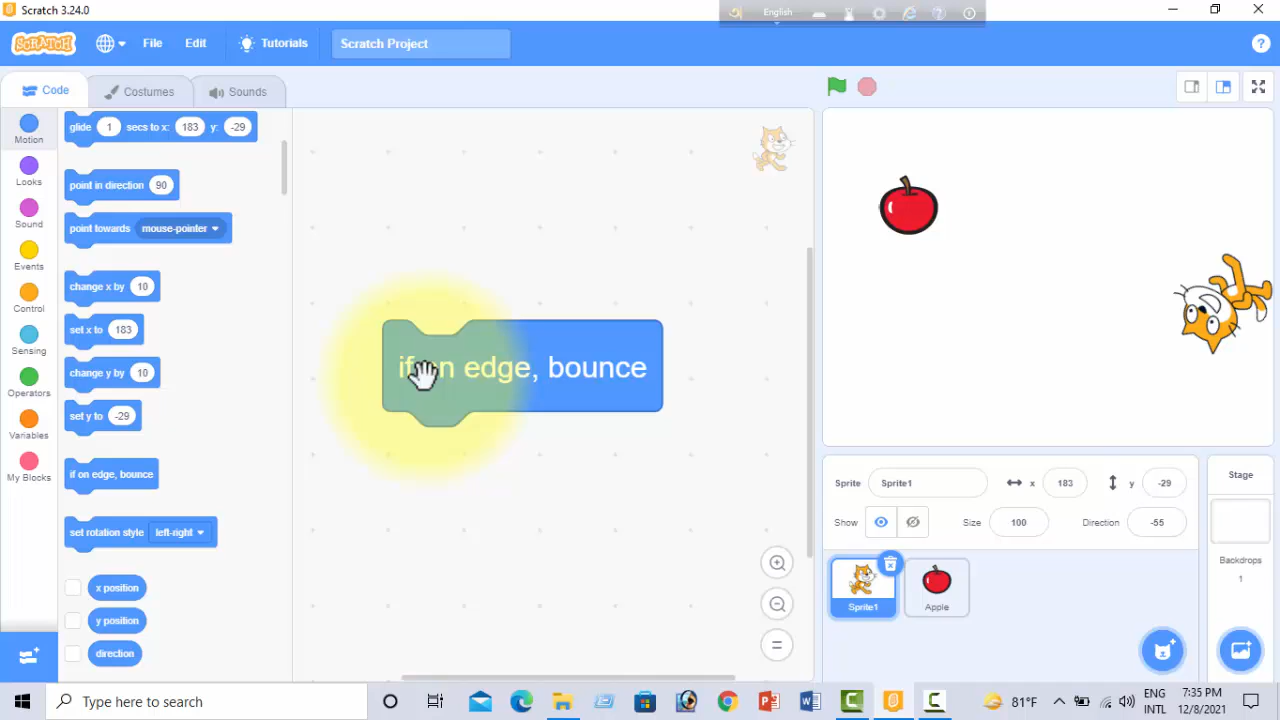 Scratch 3.24.0
English
SCRATCH
File
Edit
Tutorials
Scratch Project
?
Code
Costumes
Sounds
Motion
Looks
Sound
Events
Control
Sensing
Operators
Variables
My Blocks
glide 1 secs to x: 183 y: -29
point in direction 90
point towards mouse-pointer
change x by 10
set x to 183
change y by 10
set y to -29
if on edge, bounce
set rotation style left-right
x position
y position
direction
if on edge, bounce
Sprite Sprite1 x 183 y -29
Show Size 100 Direction -55
Sprite1
Apple
Stage
Backdrops
1
Type here to search
81°F
ENG
INTL
7:35 PM
12/8/2021